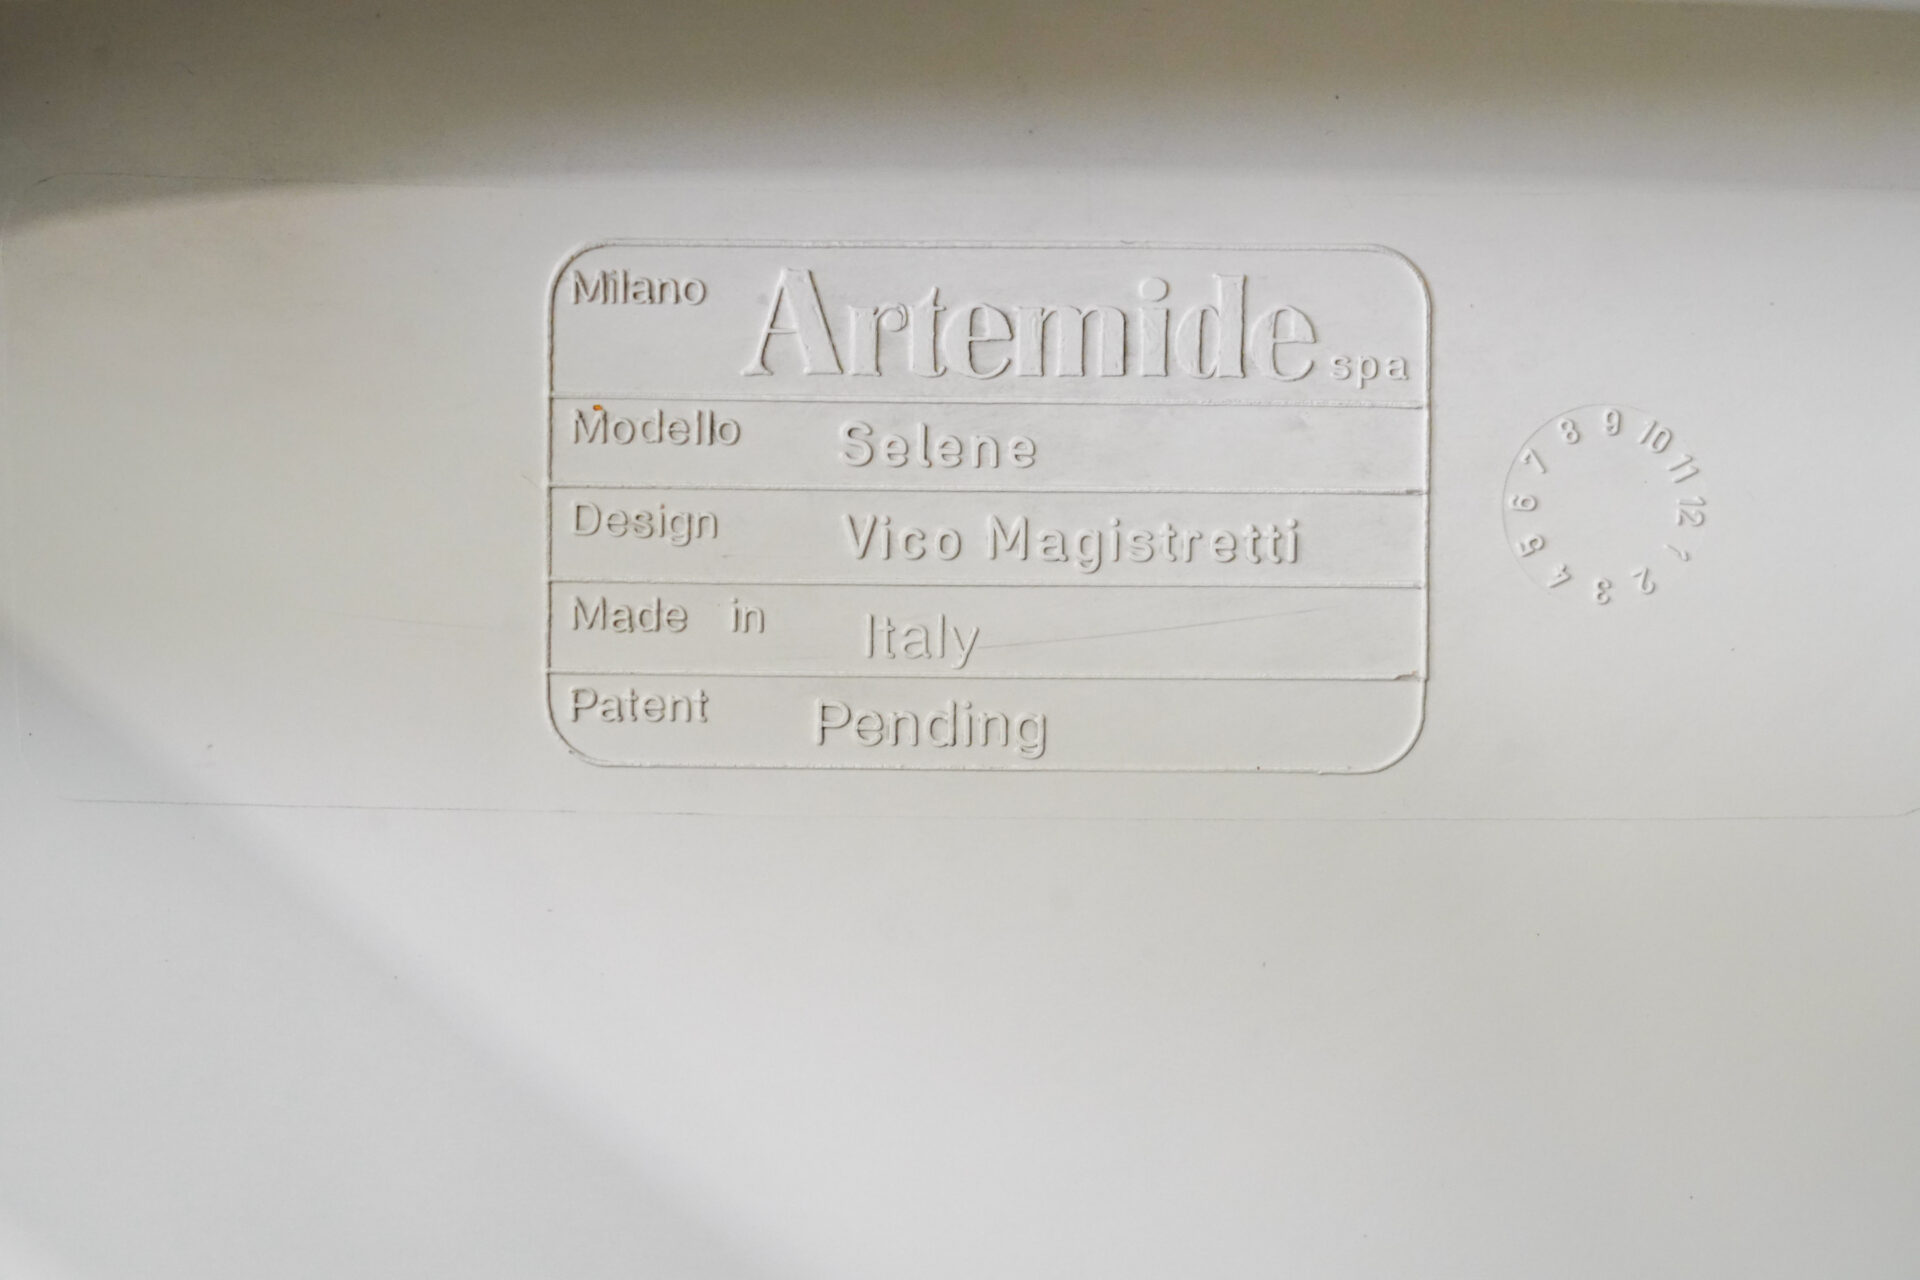 Milano Artemide spa
Modello Selene
Design Vico Magistretti
Made in Italy
Patent Pending
1 2 3 4 5 6 7 8 9 10 11 12